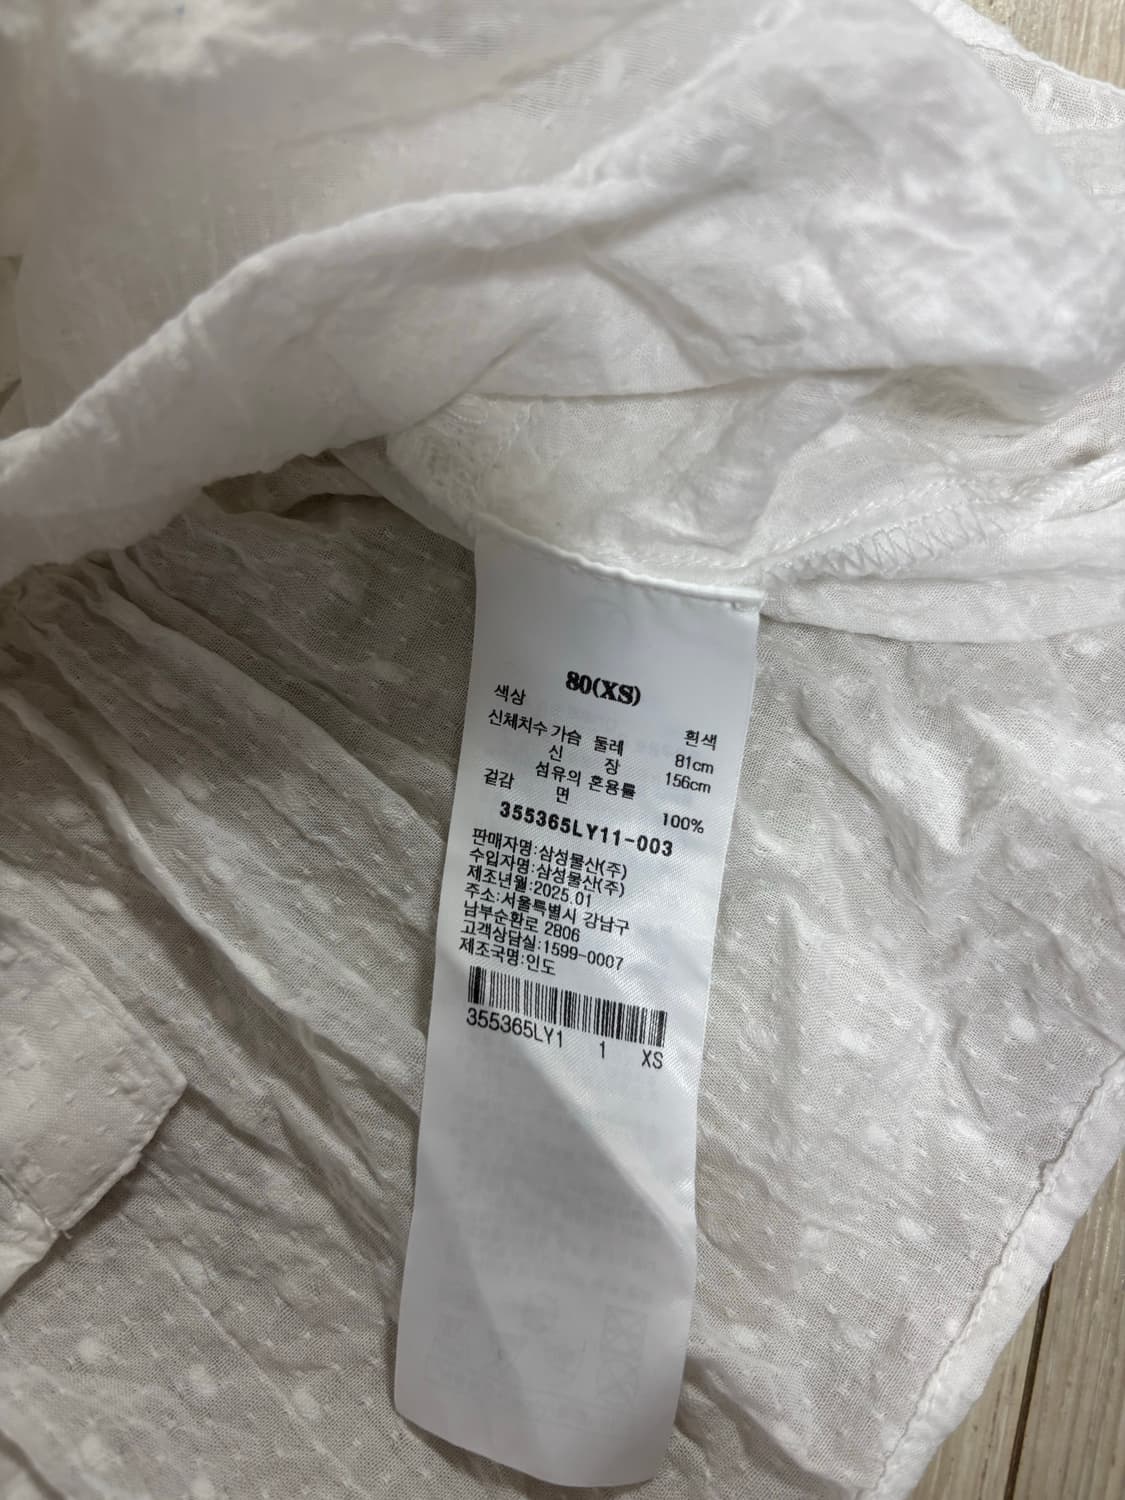 80(XS)
색상 흰색
신체치수 가슴 둘레 81cm
신 장 156cm
섬유의 혼용률
겉감 면 100%
355365LY11-003
판매자명:삼성물산(주)
수입자명:삼성물산(주)
제조년월:2025.01
주소:서울특별시 강남구
남부순환로 2806
고객상담실:1599-0007
제조국명:인도
355365LY1 1 XS